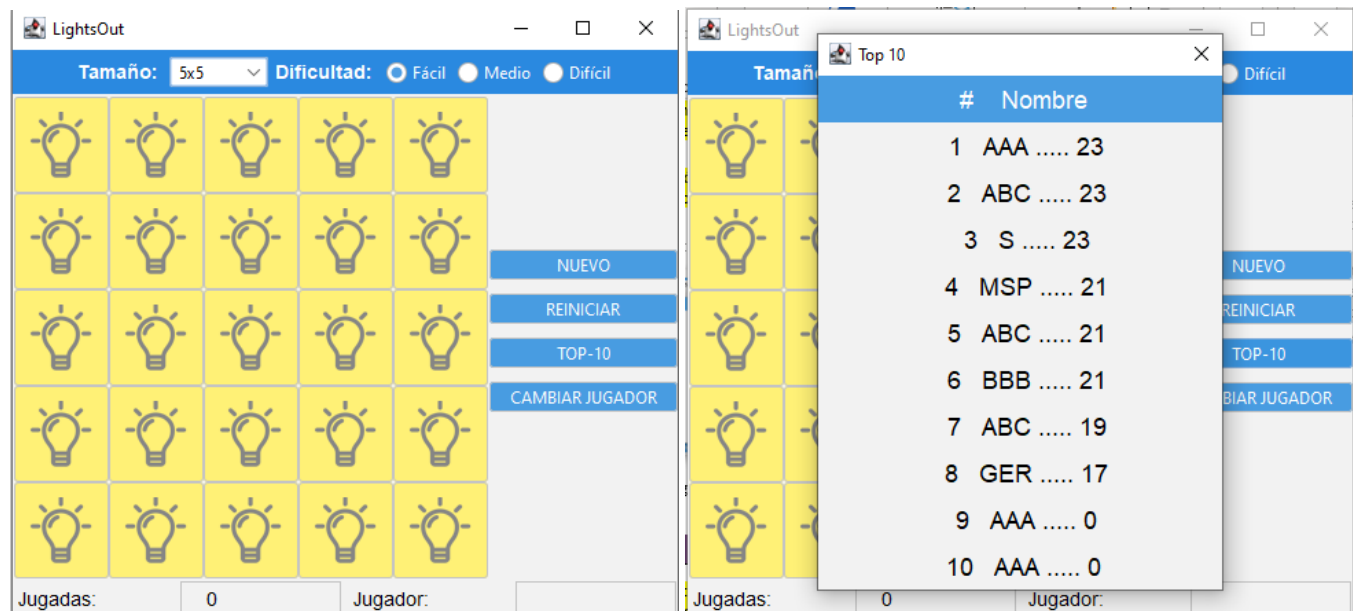 LightsOut
Tamaño: 5x5 Dificultad: Fácil Medio Difícil
NUEVO
REINICIAR
TOP-10
CAMBIAR JUGADOR
Jugadas: 0 Jugador:
LightsOut
Tamañ Difícil
Top 10
# Nombre
1 AAA ..... 23
2 ABC ..... 23
3 S ..... 23
4 MSP ..... 21
5 ABC ..... 21
6 BBB ..... 21
7 ABC ..... 19
8 GER ..... 17
9 AAA ..... 0
10 AAA ..... 0
NUEVO
REINICIAR
TOP-10
BIAR JUGADOR
Jugadas: 0 Jugador: